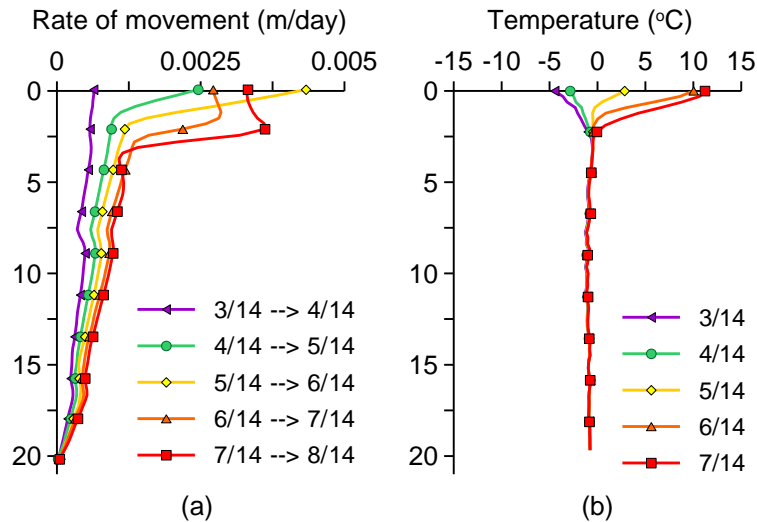 Rate of movement (m/day)
0 0.0025 0.005
0
5
10
15
20
3/14 --> 4/14
4/14 --> 5/14
5/14 --> 6/14
6/14 --> 7/14
7/14 --> 8/14
(a)
Temperature (°C)
-15 -10 -5 0 5 10 15
0
5
10
15
20
3/14
4/14
5/14
6/14
7/14
(b)